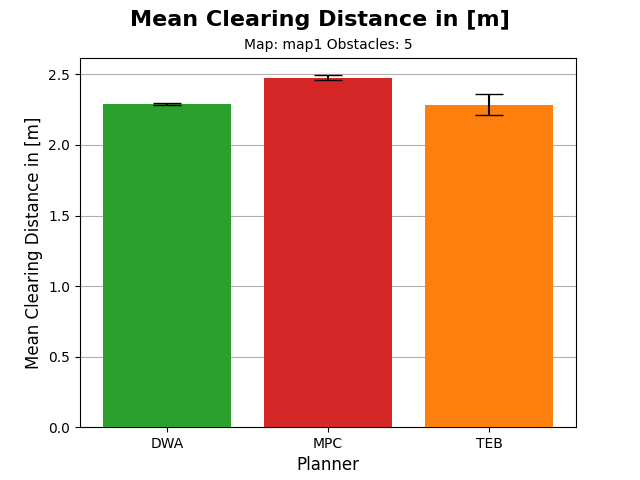 Mean Clearing Distance in [m]
Map: map1 Obstacles: 5
Mean Clearing Distance in [m]
2.5
2.0
1.5
1.0
0.5
0.0
DWA
MPC
TEB
Planner